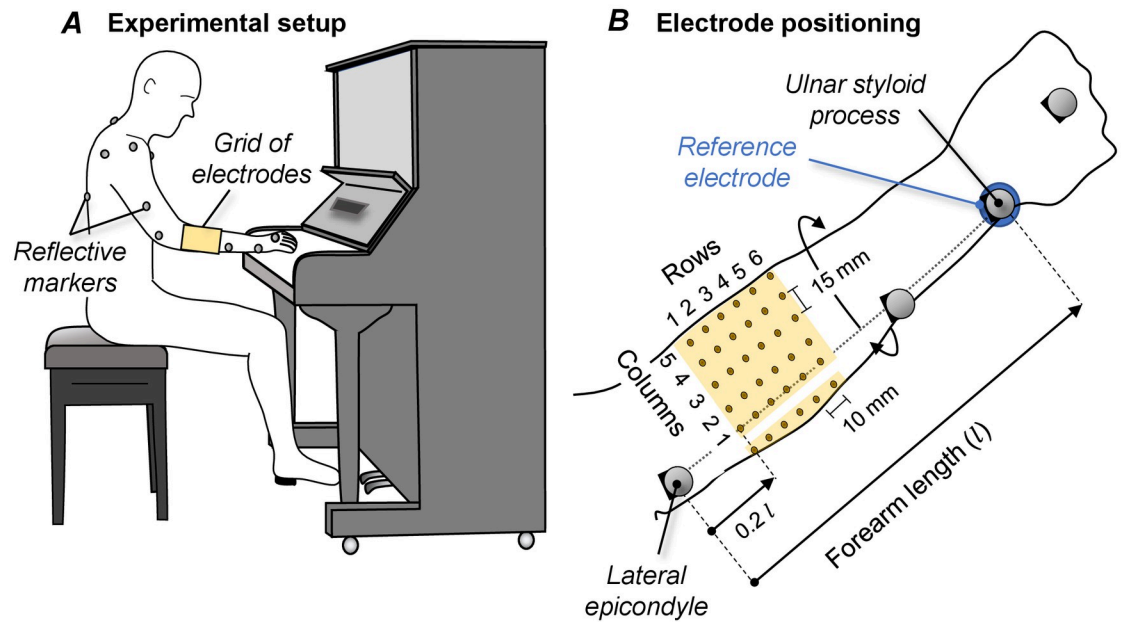 A Experimental setup
Grid of
electrodes
Reflective
markers
B Electrode positioning
Ulnar styloid
process
Reference
electrode
Rows
1 2 3 4 5 6
15 mm
Columns
5 4 3 2 1
10 mm
0.2 l
Forearm length (l)
Lateral
epicondyle